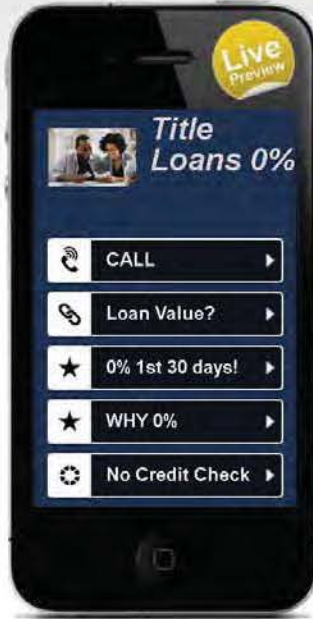 Live
Preview
Title
Loans 0%
CALL
Loan Value?
0% 1st 30 days!
WHY 0%
No Credit Check